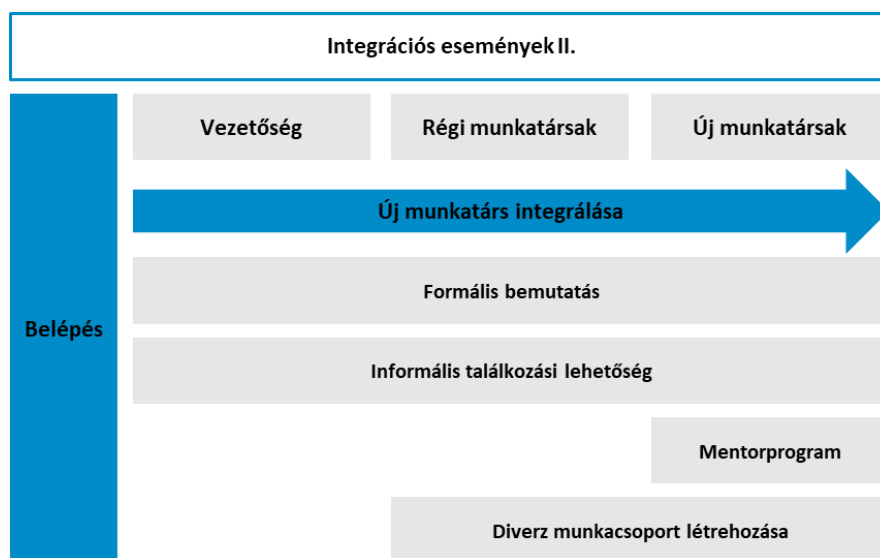 Integrációs események II.
Vezetőség
Régi munkatársak
Új munkatársak
Új munkatárs integrálása
Formális bemutatás
Belépés
Informális találkozási lehetőség
Mentorprogram
Diverz munkacsoport létrehozása